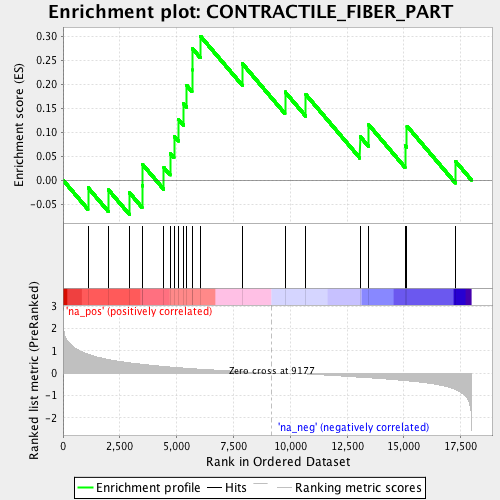 Enrichment plot: CONTRACTILE_FIBER_PART
Enrichment score (ES)
0.30
0.25
0.20
0.15
0.10
0.05
0.00
-0.05
'na_pos' (positively correlated)
Ranked list metric (PreRanked)
3
2
1
0
-1
-2
Zero cross at 9177
'na_neg' (negatively correlated)
0 2,500 5,000 7,500 10,000 12,500 15,000 17,500
Rank in Ordered Dataset
Enrichment profile Hits Ranking metric scores